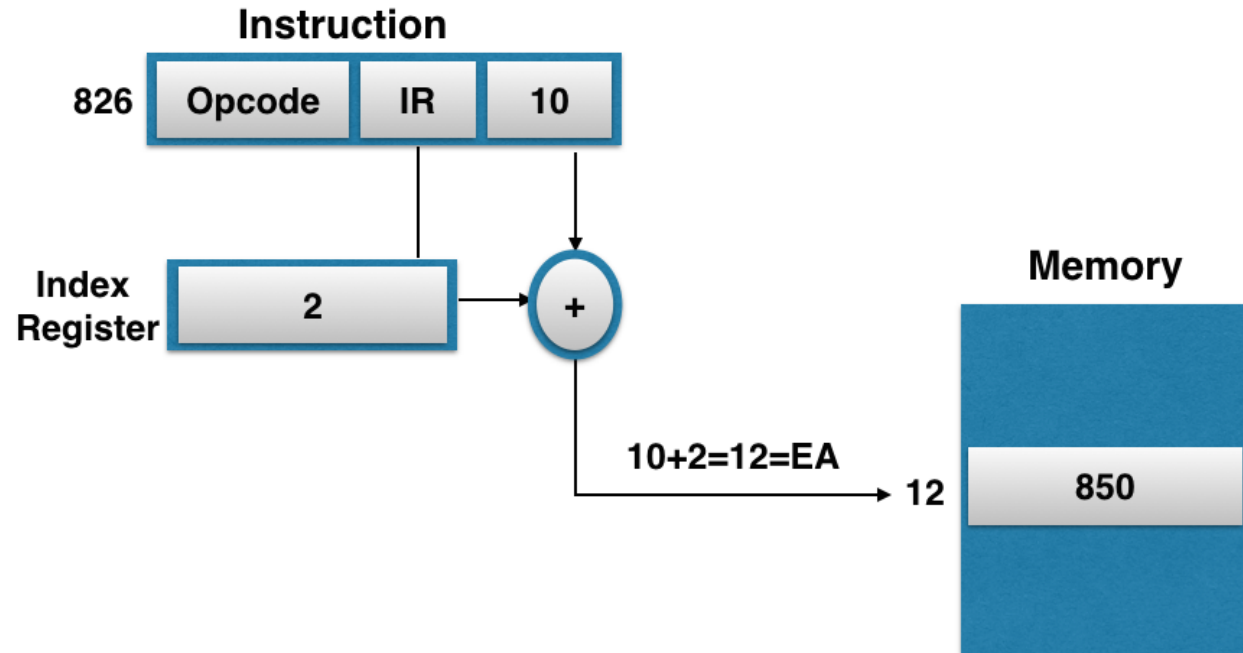 Instruction
826 Opcode IR 10
Index
Register
2
+
Memory
10+2=12=EA
12 850